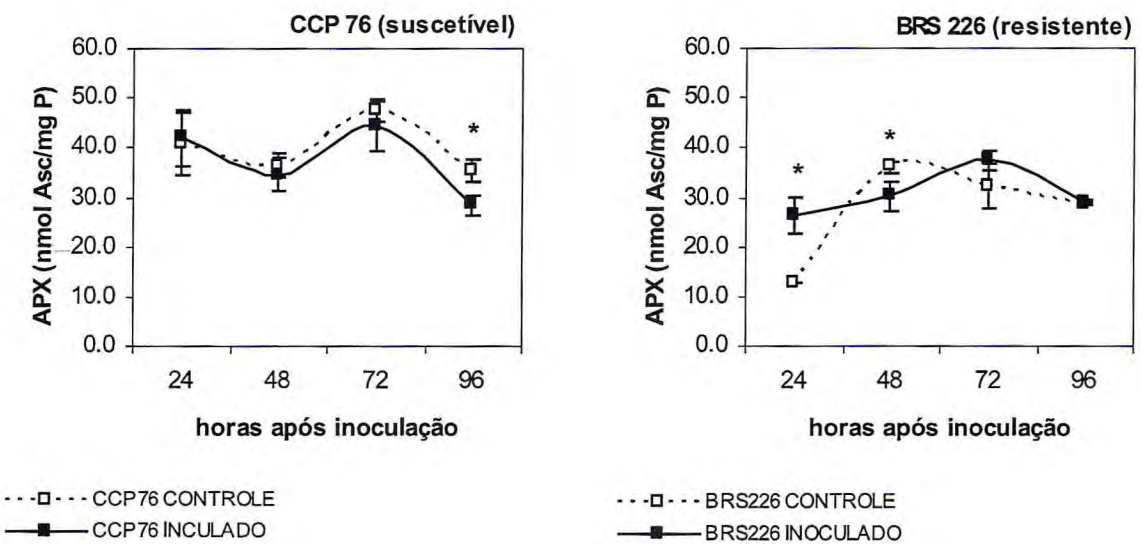 CCP 76 (suscetível)
60.0
50.0
40.0
30.0
20.0
10.0
0.0
APX (nmol Asc/mg P)
*
24 48 72 96
horas após inoculação
CCP76 CONTROLE
CCP76 INCULADO
BRS 226 (resistente)
60.0
50.0
40.0
30.0
20.0
10.0
0.0
APX (nmol Asc/mg P)
*
*
24 48 72 96
horas após inoculação
BRS226 CONTROLE
BRS226 INOCULADO